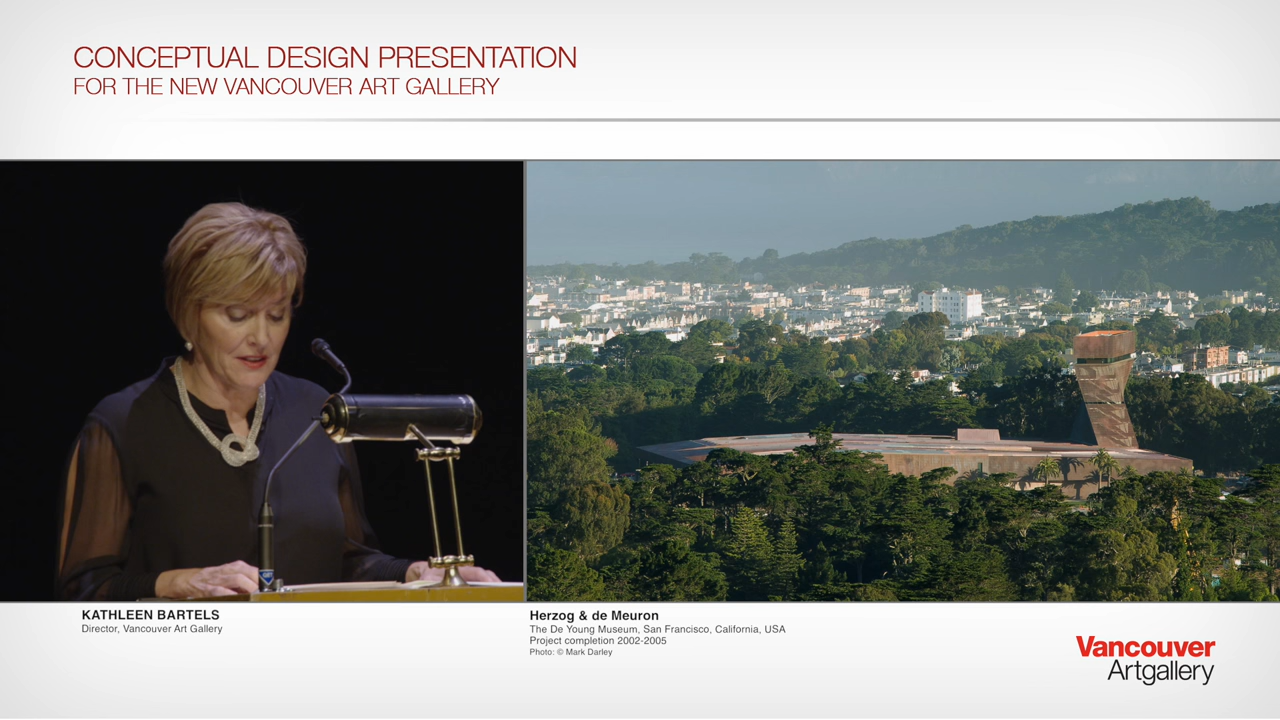 CONCEPTUAL DESIGN PRESENTATION
FOR THE NEW VANCOUVER ART GALLERY
KATHLEEN BARTELS
Director, Vancouver Art Gallery
Herzog & de Meuron
The De Young Museum, San Francisco, California, USA
Project completion 2002-2005
Photo: © Mark Darley
Vancouver
Artgallery